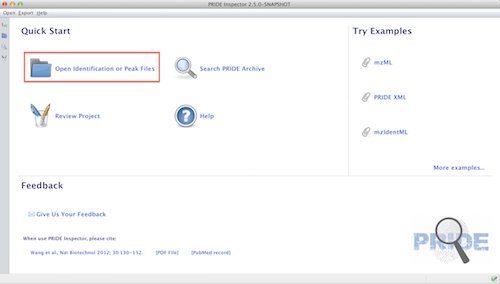 PRIDE Inspector 2.5.0-SNAPSHOT
Open Export Help
Quick Start
Try Examples
Open Identification or Peak Files
Search PRIDE Archive
mzML
PRIDE XML
Review Project
Help
mzIdentML
More examples...
Feedback
Give Us Your Feedback
When use PRIDE Inspector, please cite:
Wang et al, Nat Biotechnol 2012; 30:130-132. [PDF File] [PubMed record]
PRIDE